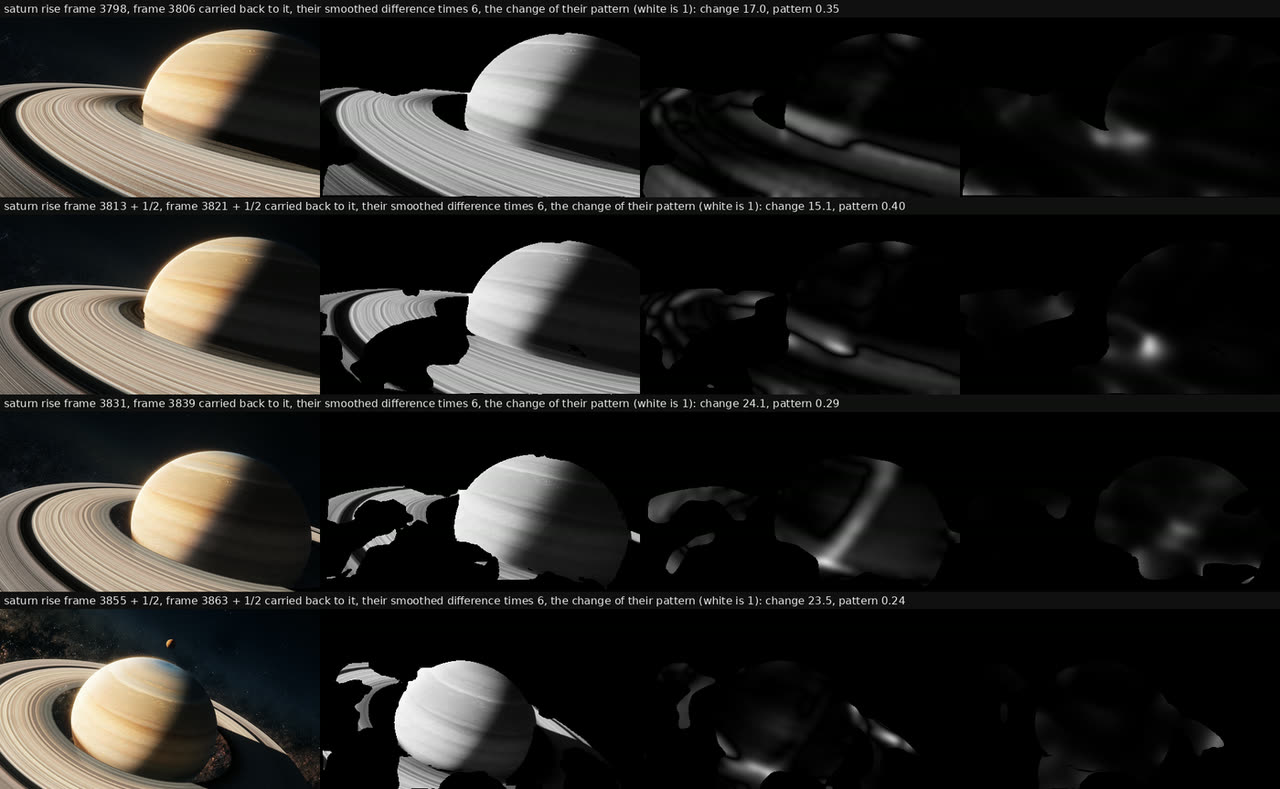 saturn rise frame 3798, frame 3806 carried back to it, their smoothed difference times 6, the change of their pattern (white is 1): change 17.0, pattern 0.35
saturn rise frame 3813 + 1/2, frame 3821 + 1/2 carried back to it, their smoothed difference times 6, the change of their pattern (white is 1): change 15.1, pattern 0.40
saturn rise frame 3831, frame 3839 carried back to it, their smoothed difference times 6, the change of their pattern (white is 1): change 24.1, pattern 0.29
saturn rise frame 3855 + 1/2, frame 3863 + 1/2 carried back to it, their smoothed difference times 6, the change of their pattern (white is 1): change 23.5, pattern 0.24